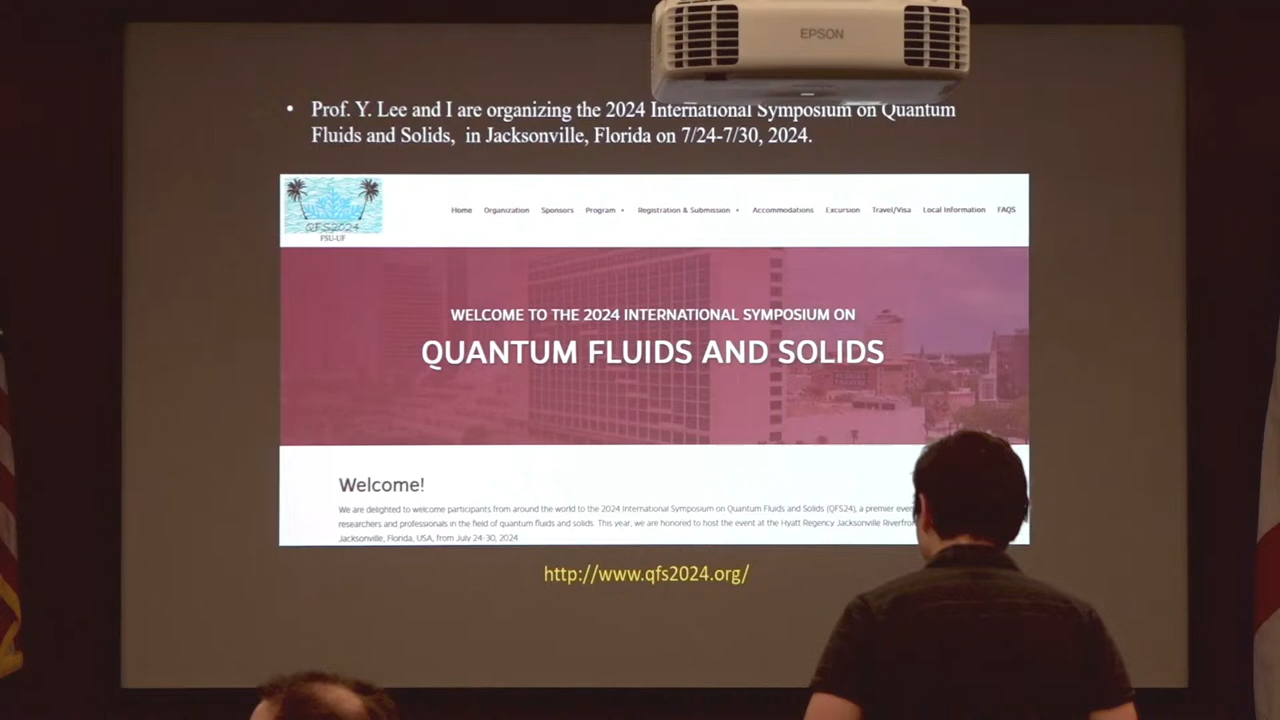 EPSON
• Prof. Y. Lee and I are organizing the 2024 International Symposium on Quantum
Fluids and Solids, in Jacksonville, Florida on 7/24-7/30, 2024.
QFS2024
FSU-UF
Home Organization Sponsors Program Registration & Submission Accommodations Excursion Travel/Visa Local Information FAQS
WELCOME TO THE 2024 INTERNATIONAL SYMPOSIUM ON
QUANTUM FLUIDS AND SOLIDS
Welcome!
We are delighted to welcome participants from around the world to the 2024 International Symposium on Quantum Fluids and Solids (QFS24), a premier
researchers and professionals in the field of quantum fluids and solids. This year, we are honored to host the event at the Hyatt Regency Jacksonville
Jacksonville, Florida, USA, from July 24-30, 2024
http://www.qfs2024.org/